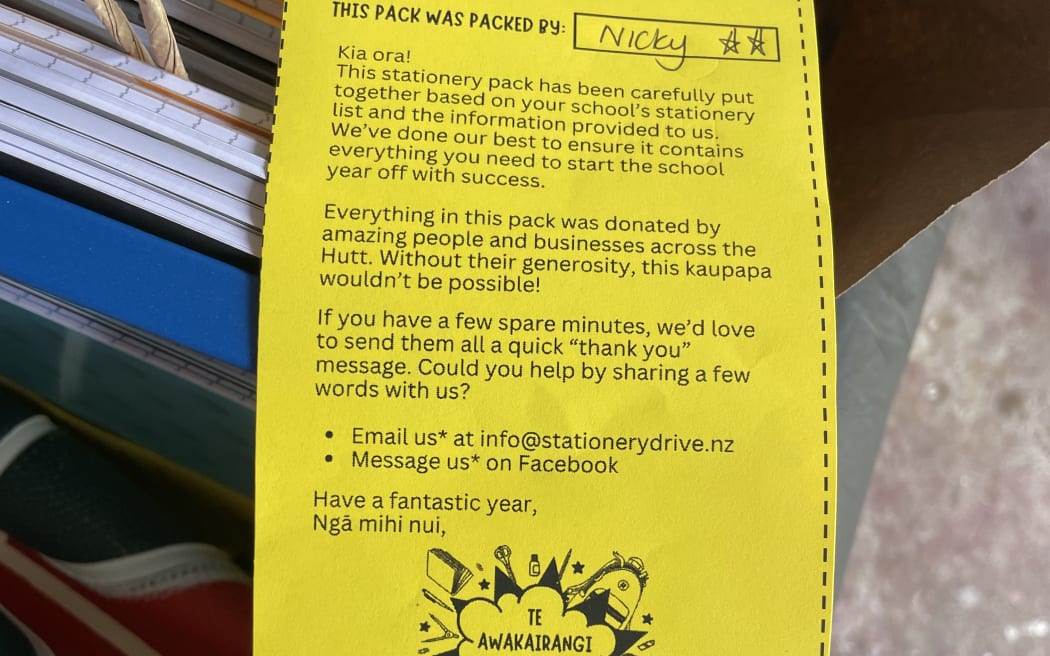 THIS PACK WAS PACKED BY: Nicky
Kia ora!
This stationery pack has been carefully put
together based on your school's stationery
list and the information provided to us.
We've done our best to ensure it contains
everything you need to start the school
year off with success.
Everything in this pack was donated by
amazing people and businesses across the
Hutt. Without their generosity, this kaupapa
wouldn't be possible!
If you have a few spare minutes, we'd love
to send them all a quick “thank you”
message. Could you help by sharing a few
words with us?
• Email us* at info@stationerydrive.nz
• Message us* on Facebook
Have a fantastic year,
Ngā mihi nui,
TE
AWAKAIRANGI